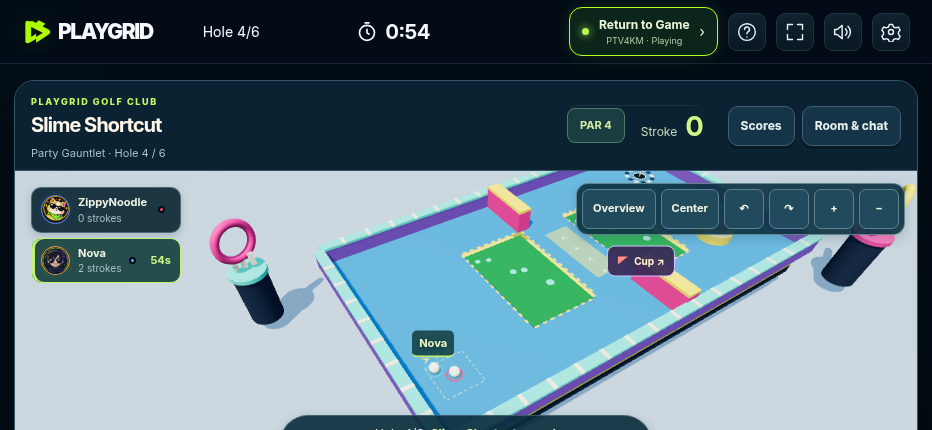 PLAYGRID
Hole 4/6
0:54
Return to Game
PTV4KM · Playing
PLAYGRID GOLF CLUB
Slime Shortcut
Party Gauntlet · Hole 4 / 6
PAR 4
Stroke 0
Scores
Room & chat
ZippyNoodle
0 strokes
Nova
2 strokes
54s
Overview
Center
↶
↷
+
−
Cup ↗
Nova